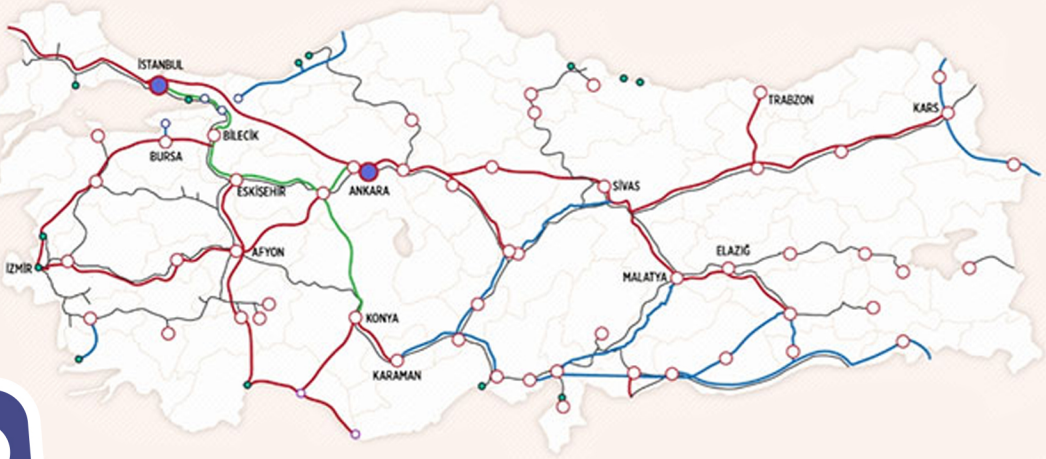 İSTANBUL
TRABZON
KARS
BİLECİK
BURSA
ESKİŞEHİR
ANKARA
SİVAS
AFYON
ELAZIĞ
İZMİR
MALATYA
KONYA
KARAMAN